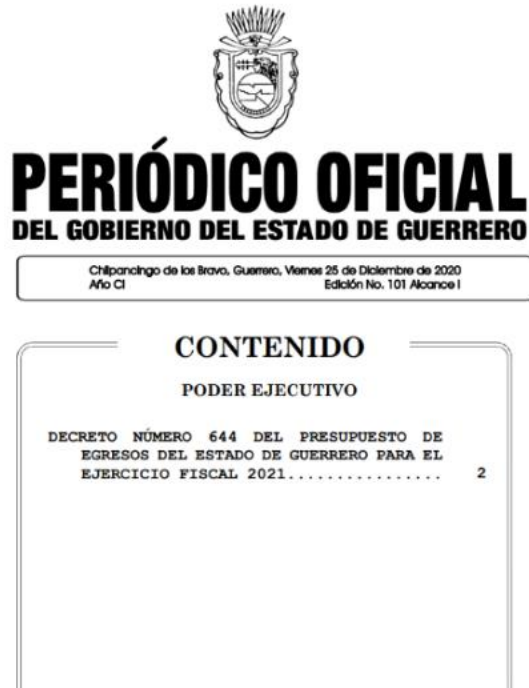 PERIÓDICO OFICIAL
DEL GOBIERNO DEL ESTADO DE GUERRERO
Chilpancingo de los Bravo, Guerrero, Viernes 25 de Diciembre de 2020
Año CI Edición No. 101 Alcance I
CONTENIDO
PODER EJECUTIVO
DECRETO NÚMERO 644 DEL PRESUPUESTO DE
EGRESOS DEL ESTADO DE GUERRERO PARA EL
EJERCICIO FISCAL 2021................ 2